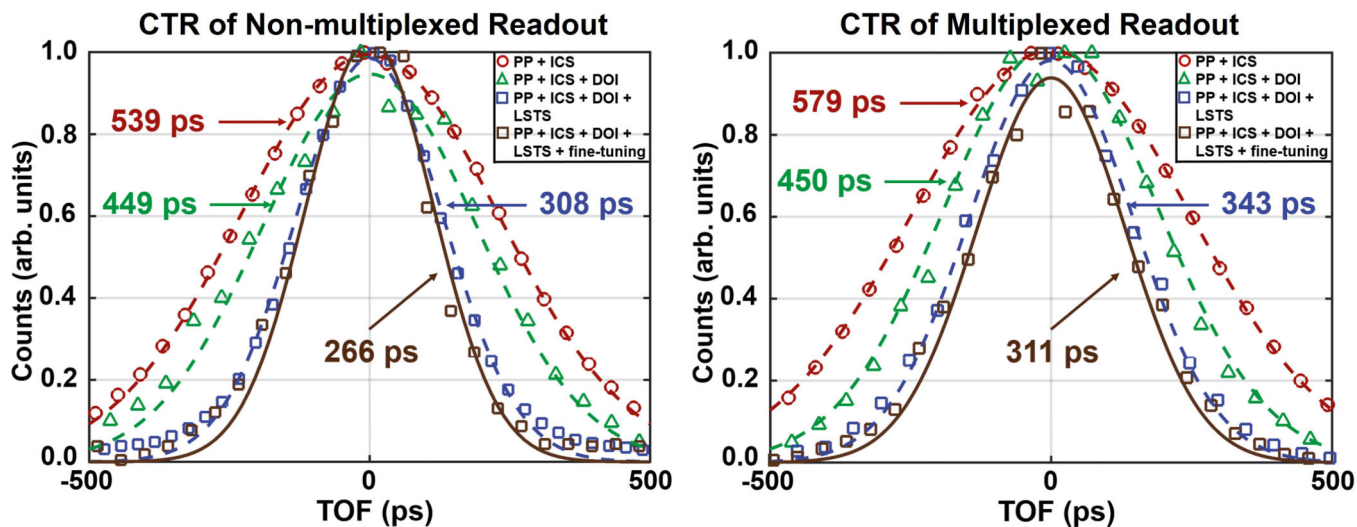 CTR of Non-multiplexed Readout
1.0
0.8
0.6
0.4
0.2
0.0
Counts (arb. units)
PP + ICS
PP + ICS + DOI
PP + ICS + DOI +
LSTS
PP + ICS + DOI +
LSTS + fine-tuning
539 ps
449 ps
308 ps
266 ps
-500
0
500
TOF (ps)
CTR of Multiplexed Readout
1.0
0.8
0.6
0.4
0.2
0.0
Counts (arb. units)
PP + ICS
PP + ICS + DOI
PP + ICS + DOI +
LSTS
PP + ICS + DOI +
LSTS + fine-tuning
579 ps
450 ps
343 ps
311 ps
-500
0
500
TOF (ps)